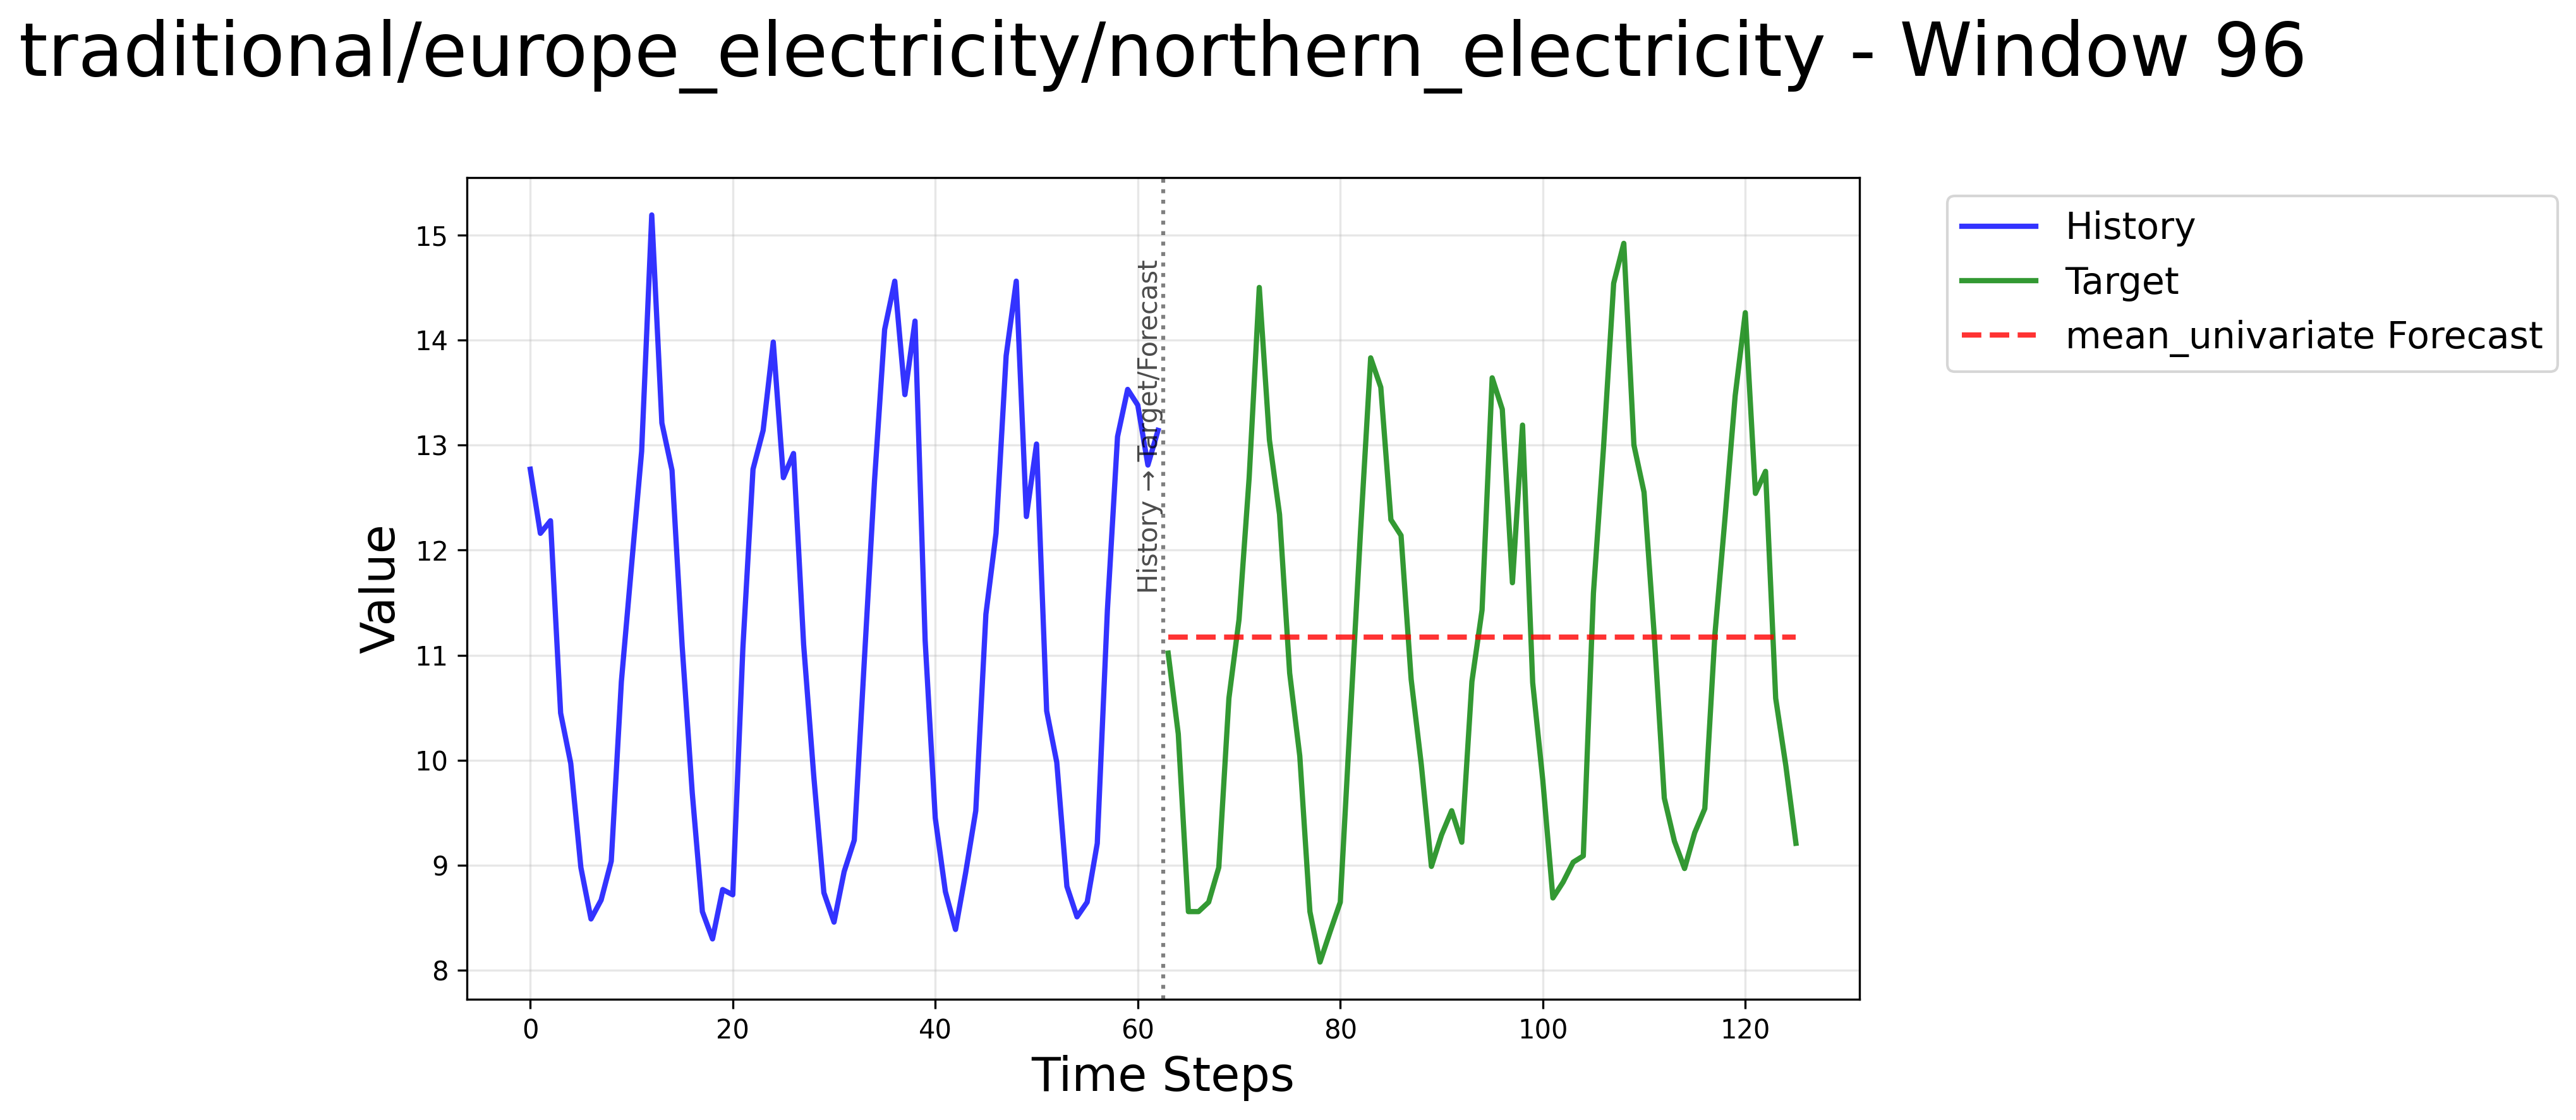 traditional/europe_electricity/northern_electricity - Window 96
History
Target
mean_univariate Forecast
History → Target/Forecast
Value
15
14
13
12
11
10
9
8
0
20
40
60
80
100
120
Time Steps